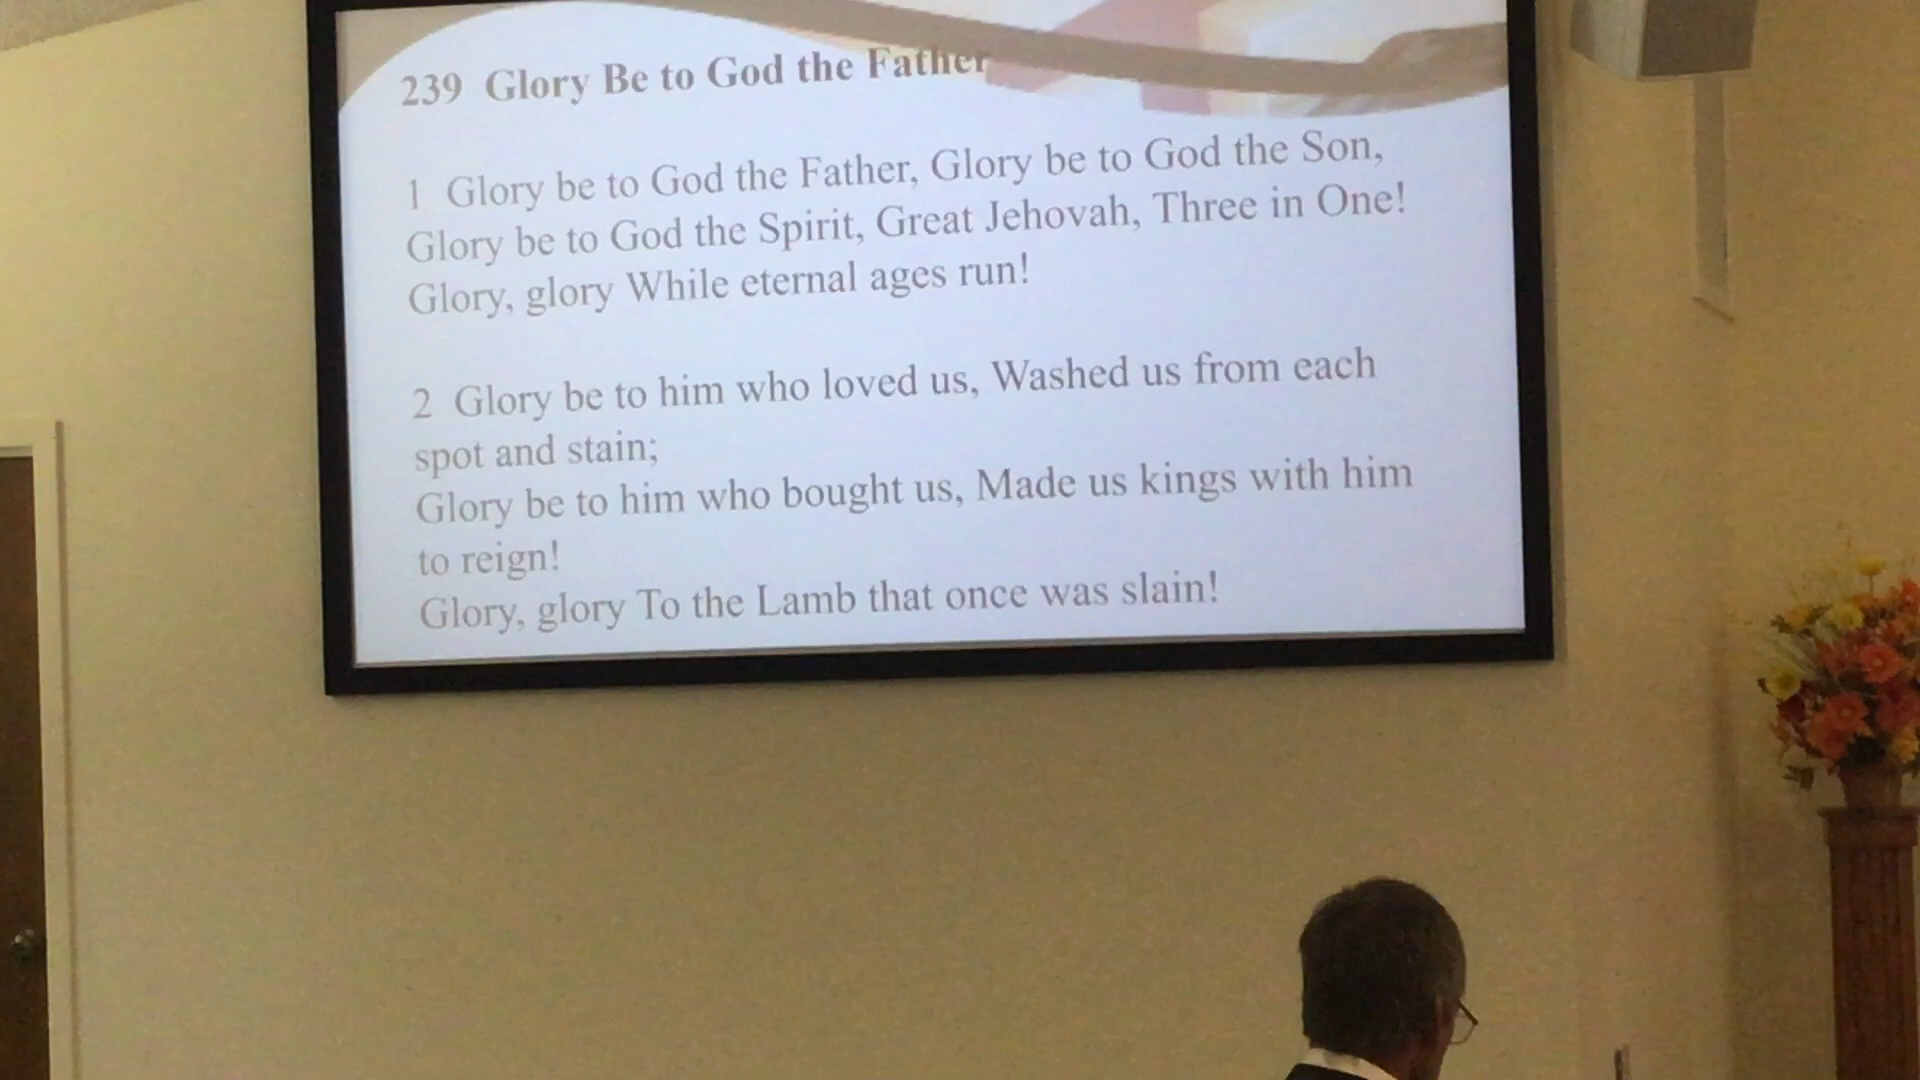 239 Glory Be to God the Father
1 Glory be to God the Father, Glory be to God the Son,
Glory be to God the Spirit, Great Jehovah, Three in One!
Glory, glory While eternal ages run!
2 Glory be to him who loved us, Washed us from each
spot and stain;
Glory be to him who bought us, Made us kings with him
to reign!
Glory, glory To the Lamb that once was slain!